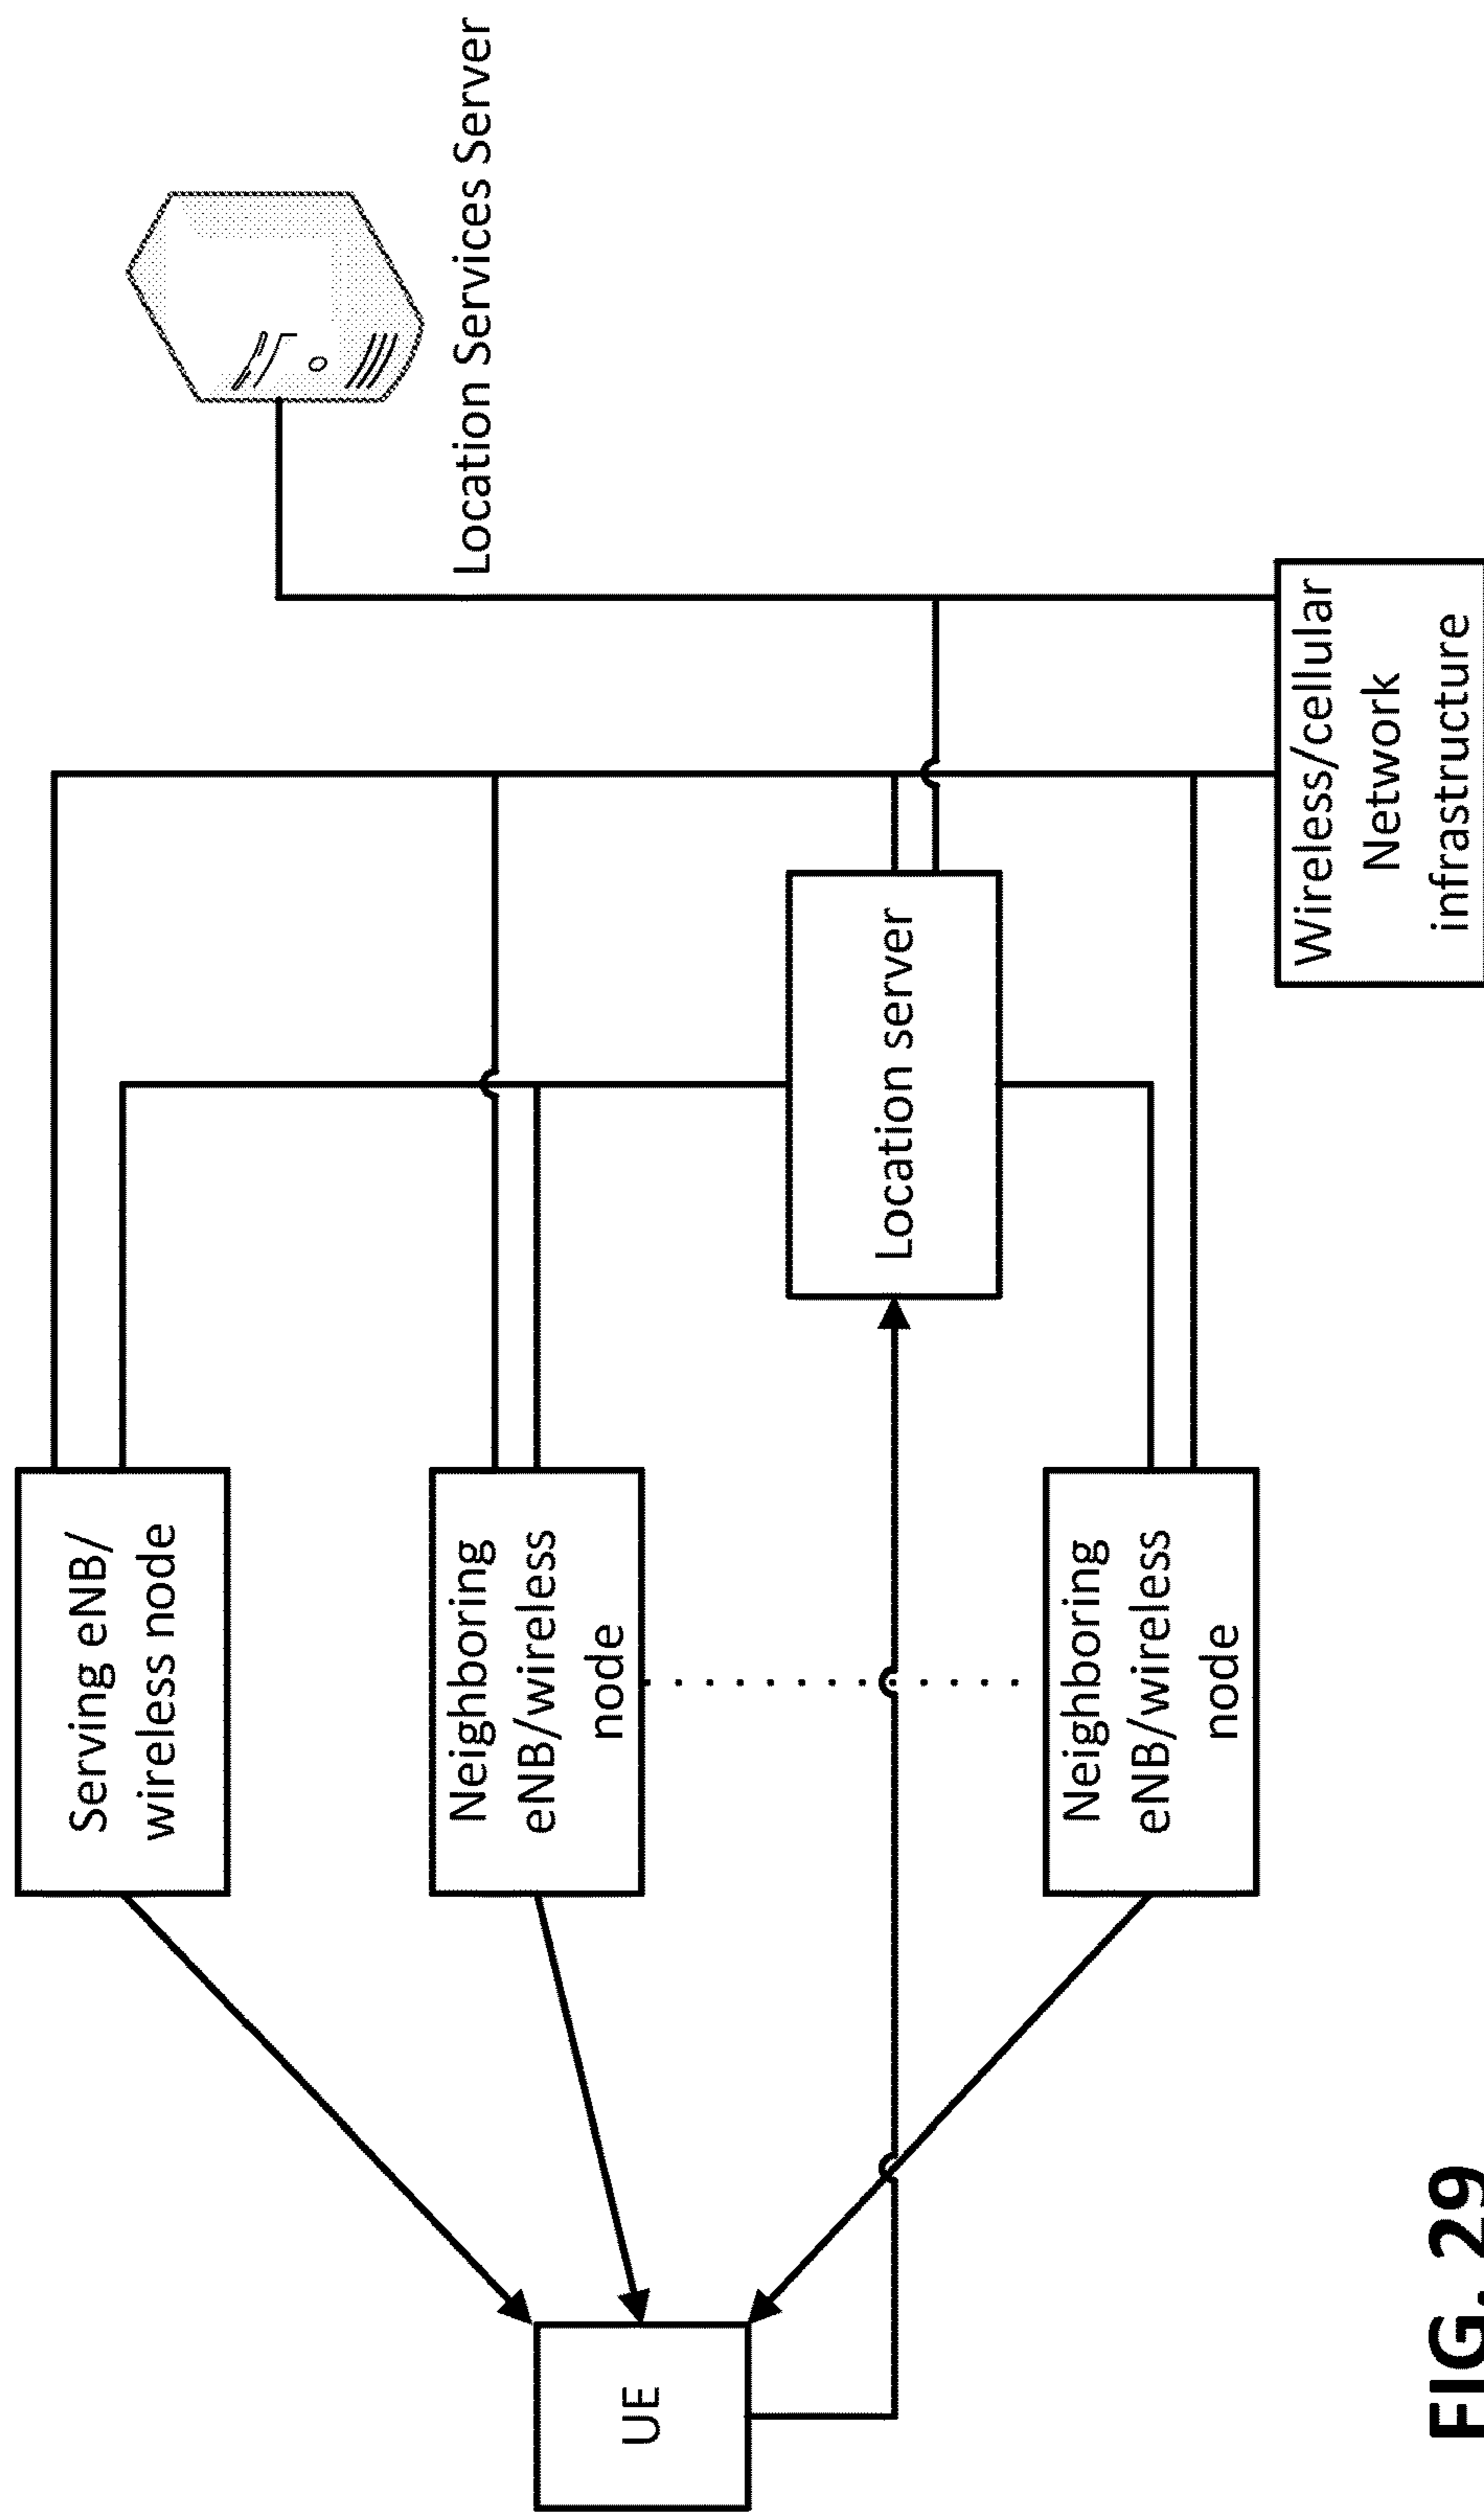 Serving eNB/
wireless node
Location Services Server
Neighboring
eNB/wireless
node
UE
Location server
Neighboring
eNB/wireless
node
Wireless/cellular
Network
infrastructure
FIG. 29